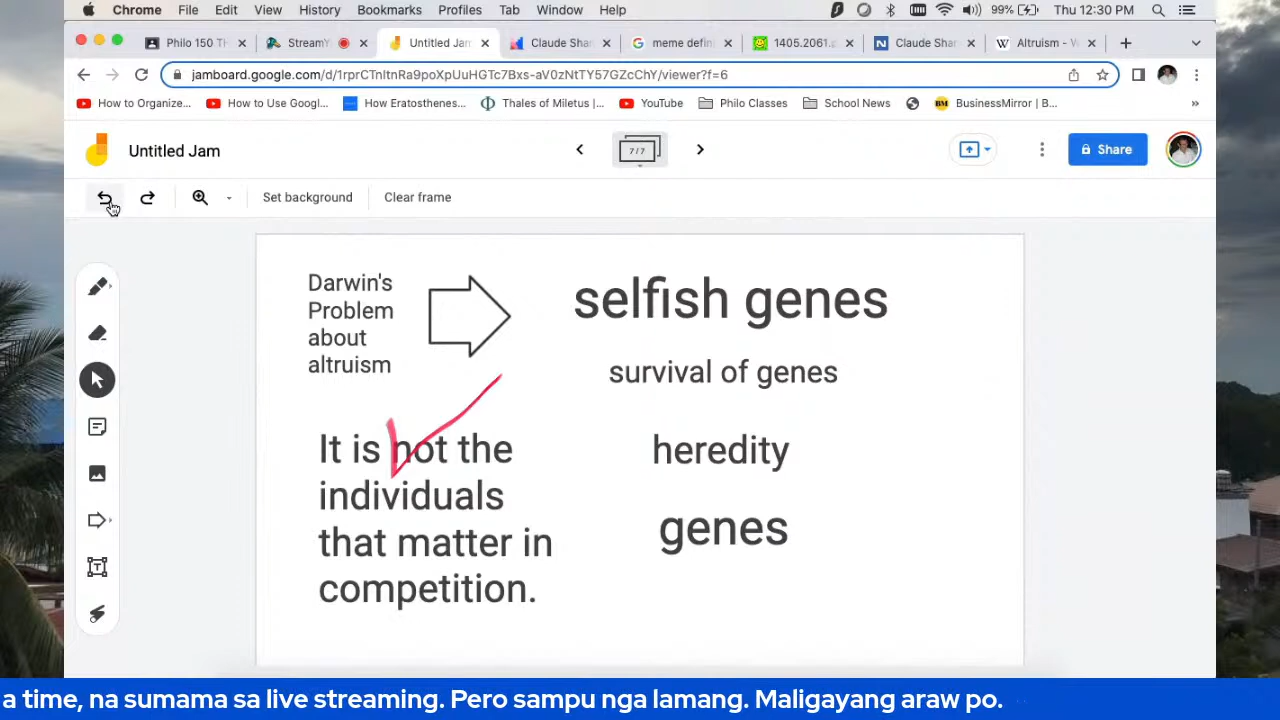 Chrome File Edit View History Bookmarks Profiles Tab Window Help 99% Thu 12:30 PM
Philo 150 TH StreamY Untitled Jam Claude Shan meme defin 1405.2061.p Claude Shan Altruism - W
jamboard.google.com/d/1rprCTnltnRa9poXpUuHGTc7Bxs-aV0zNtTY57GZcChY/viewer?f=6
How to Organize... How to Use Googl... How Eratosthenes... Thales of Miletus |... YouTube Philo Classes School News BM BusinessMirror | B... »
Untitled Jam 7/7 Share
Set background Clear frame
Darwin's
Problem
about
altruism
selfish genes
survival of genes
It is not the
individuals
that matter in
competition.
heredity
genes
a time, na sumama sa live streaming. Pero sampu nga lamang. Maligayang araw po.